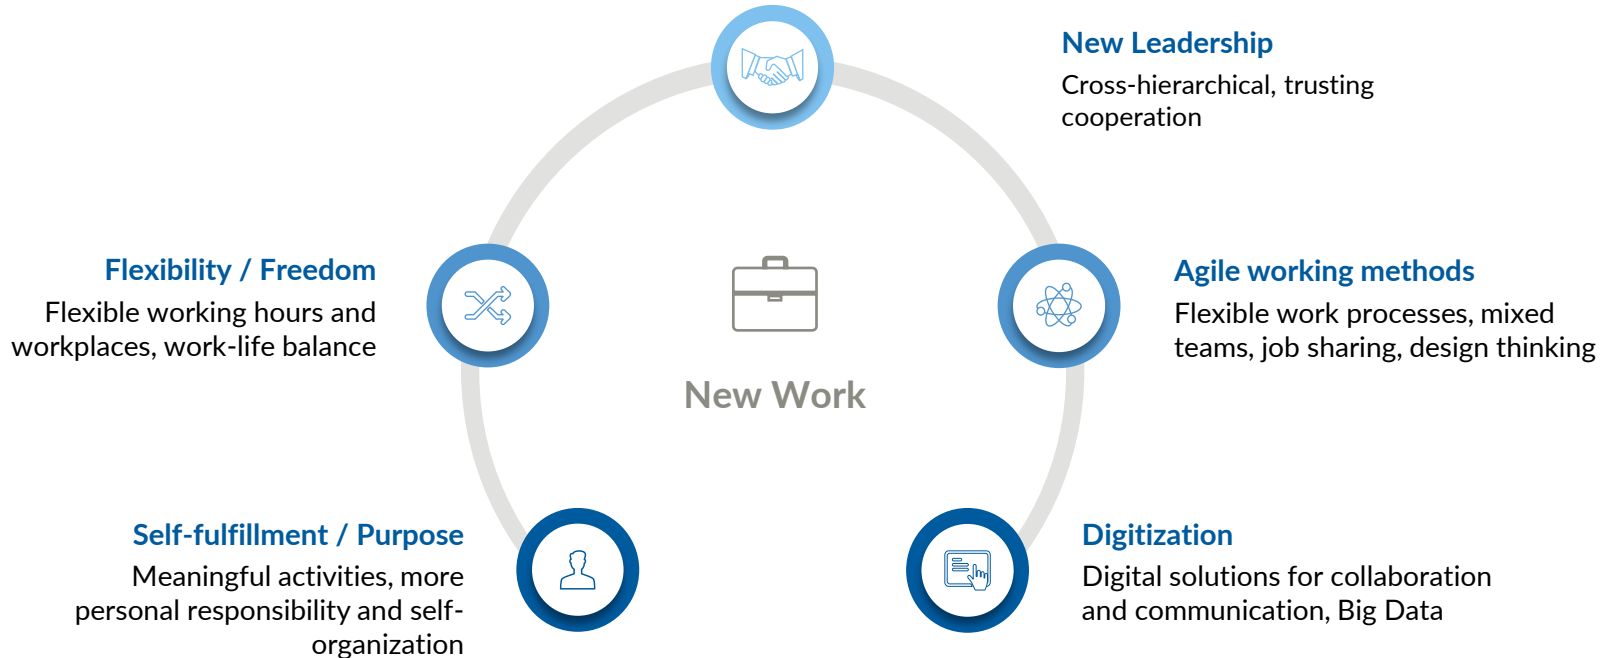 New Leadership
Cross-hierarchical, trusting
cooperation
Flexibility / Freedom
Flexible working hours and
workplaces, work-life balance
Agile working methods
Flexible work processes, mixed
teams, job sharing, design thinking
New Work
Self-fulfillment / Purpose
Meaningful activities, more
personal responsibility and self-
organization
Digitization
Digital solutions for collaboration
and communication, Big Data